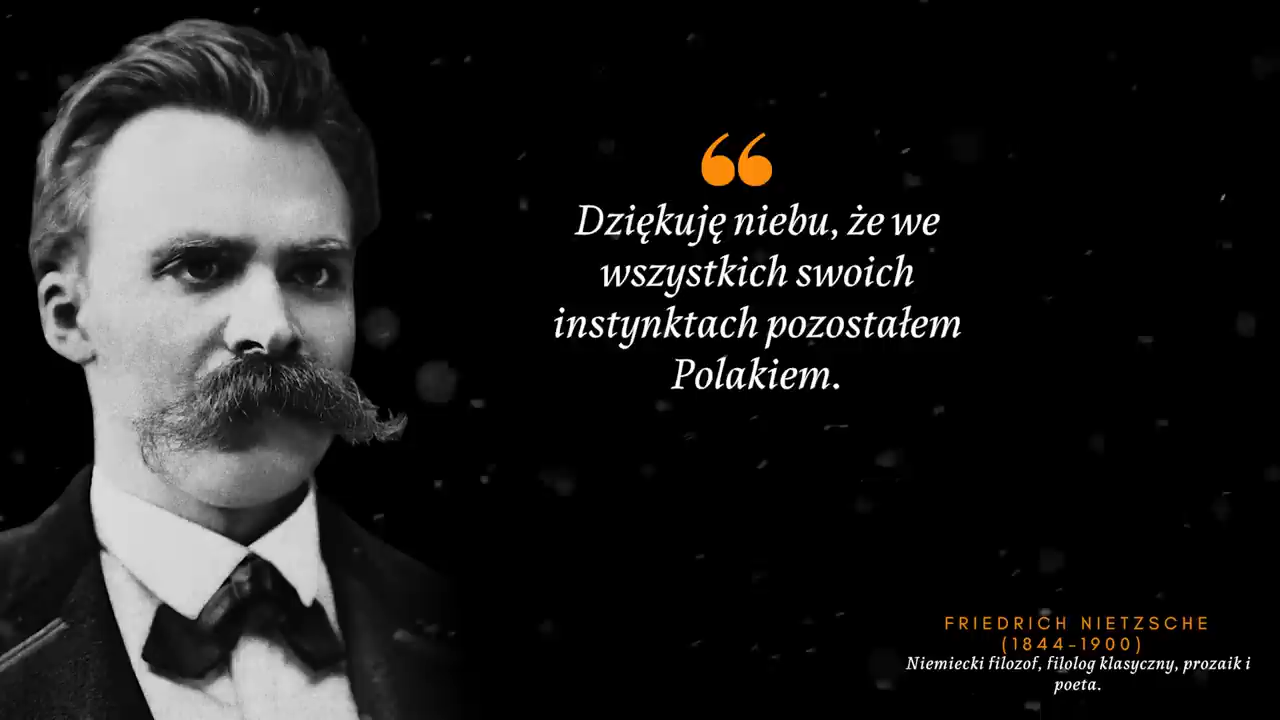 Dziękuję niebu, że we
wszystkich swoich
instynktach pozostałem
Polakiem.
FRIEDRICH NIETZSCHE
(1844-1900)
Niemiecki filozof, filolog klasyczny, prozaik i
poeta.